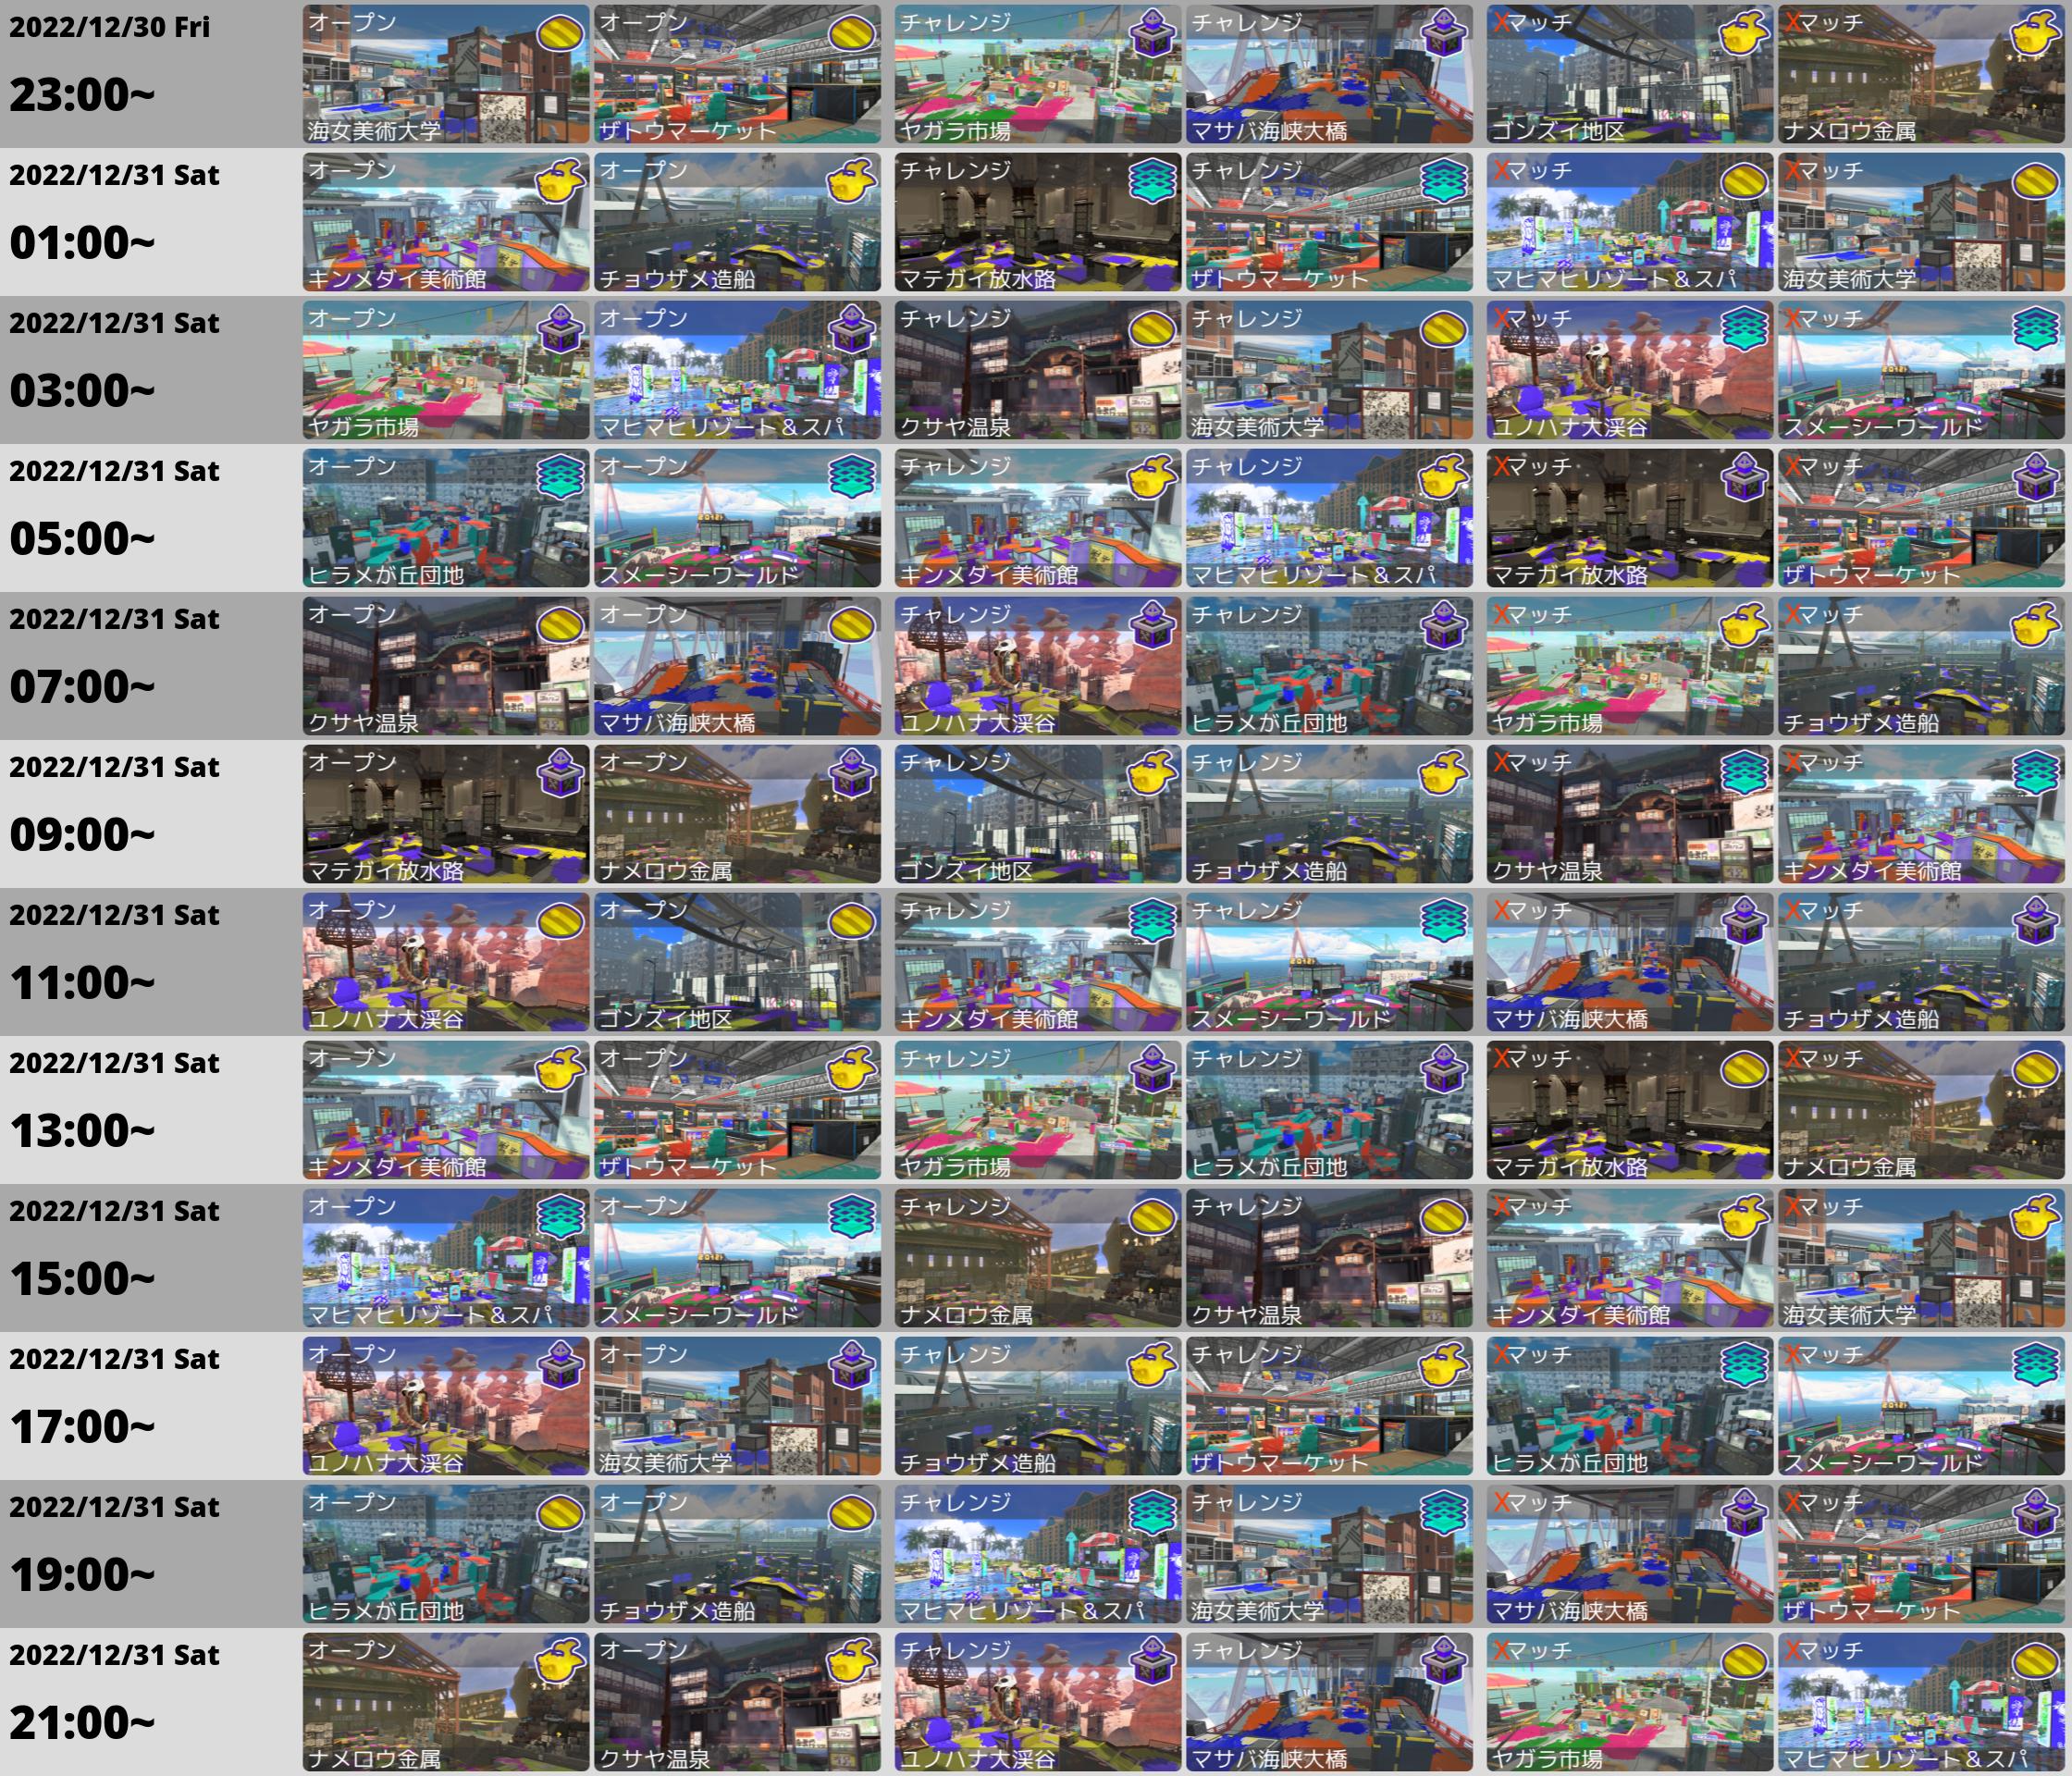 2022/12/30 Fri
23:00~
オープン オープン チャレンジ チャレンジ Xマッチ Xマッチ
海女美術大学 ザトウマーケット ヤガラ市場 マサバ海峡大橋 ゴンズイ地区 ナメロウ金属
2022/12/31 Sat
01:00~
オープン オープン チャレンジ チャレンジ Xマッチ Xマッチ
キンメダイ美術館 チョウザメ造船 マテガイ放水路 ザトウマーケット マヒマヒリゾート＆スパ 海女美術大学
2022/12/31 Sat
03:00~
オープン オープン チャレンジ チャレンジ Xマッチ Xマッチ
ヤガラ市場 マヒマヒリゾート＆スパ クサヤ温泉 海女美術大学 ユノハナ大渓谷 スメーシーワールド
2022/12/31 Sat
05:00~
オープン オープン チャレンジ チャレンジ Xマッチ Xマッチ
ヒラメが丘団地 スメーシーワールド キンメダイ美術館 マヒマヒリゾート＆スパ マテガイ放水路 ザトウマーケット
2022/12/31 Sat
07:00~
オープン オープン チャレンジ チャレンジ Xマッチ Xマッチ
クサヤ温泉 マサバ海峡大橋 ユノハナ大渓谷 ヒラメが丘団地 ヤガラ市場 チョウザメ造船
2022/12/31 Sat
09:00~
オープン オープン チャレンジ チャレンジ Xマッチ Xマッチ
マテガイ放水路 ナメロウ金属 ゴンズイ地区 チョウザメ造船 クサヤ温泉 キンメダイ美術館
2022/12/31 Sat
11:00~
オープン オープン チャレンジ チャレンジ Xマッチ Xマッチ
ユノハナ大渓谷 ゴンズイ地区 キンメダイ美術館 スメーシーワールド マサバ海峡大橋 チョウザメ造船
2022/12/31 Sat
13:00~
オープン オープン チャレンジ チャレンジ Xマッチ Xマッチ
キンメダイ美術館 ザトウマーケット ヤガラ市場 ヒラメが丘団地 マテガイ放水路 ナメロウ金属
2022/12/31 Sat
15:00~
オープン オープン チャレンジ チャレンジ Xマッチ Xマッチ
マヒマヒリゾート＆スパ スメーシーワールド ナメロウ金属 クサヤ温泉 キンメダイ美術館 海女美術大学
2022/12/31 Sat
17:00~
オープン オープン チャレンジ チャレンジ Xマッチ Xマッチ
ユノハナ大渓谷 海女美術大学 チョウザメ造船 ザトウマーケット ヒラメが丘団地 スメーシーワールド
2022/12/31 Sat
19:00~
オープン オープン チャレンジ チャレンジ Xマッチ Xマッチ
ヒラメが丘団地 チョウザメ造船 マヒマヒリゾート＆スパ 海女美術大学 マサバ海峡大橋 ザトウマーケット
2022/12/31 Sat
21:00~
オープン オープン チャレンジ チャレンジ Xマッチ Xマッチ
ナメロウ金属 クサヤ温泉 ユノハナ大渓谷 マサバ海峡大橋 ヤガラ市場 マヒマヒリゾート＆スパ